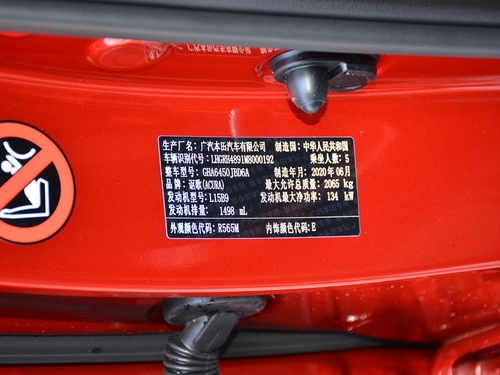 生产厂名：广汽本田汽车有限公司 制造国：中华人民共和国
车辆识别代号：LHGRH4891M8000192 乘坐人数：5
整车型号：GHA6450JBD6A 制造年月：2020年06月
品牌：讴歌(ACURA) 最大允许总质量：2065 kg
发动机型号：L15B9 发动机最大净功率：134 kW
发动机排量：1498 mL
外观颜色代码：R565M 内饰颜色代码：E